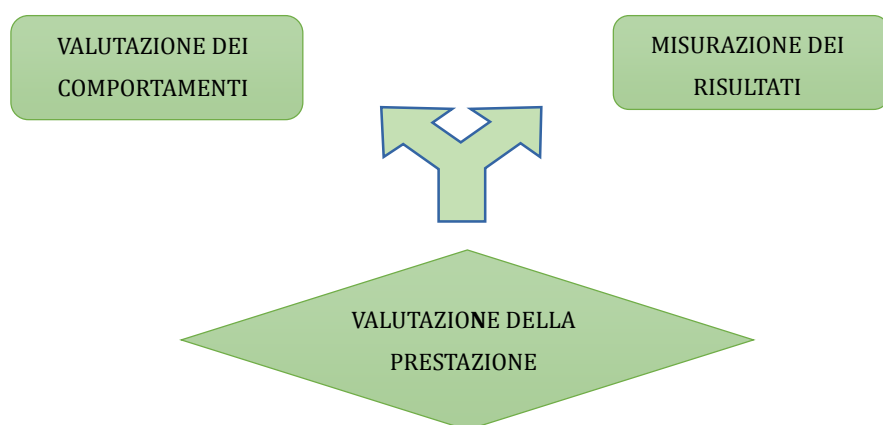 VALUTAZIONE DEI
COMPORTAMENTI
MISURAZIONE DEI
RISULTATI
VALUTAZIONE DELLA
PRESTAZIONE